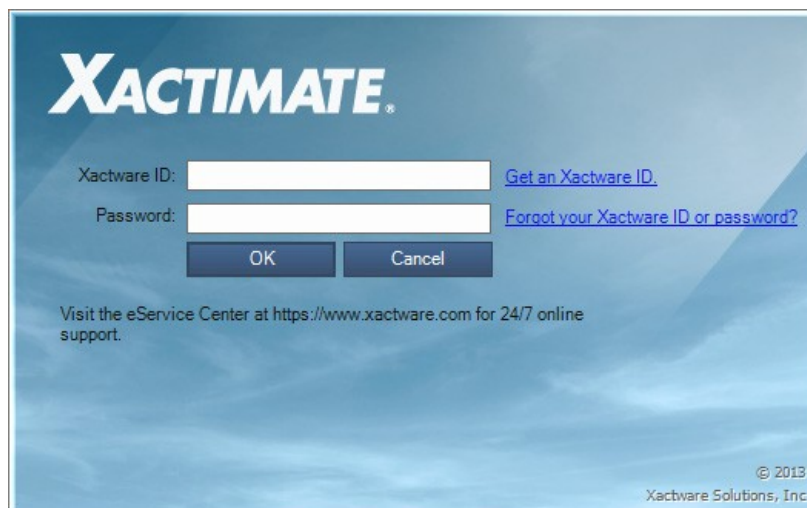 XACTIMATE®
Xactware ID:
Get an Xactware ID.
Password:
Forgot your Xactware ID or password?
OK Cancel
Visit the eService Center at https://www.xactware.com for 24/7 online
support.
© 2013
Xactware Solutions, Inc